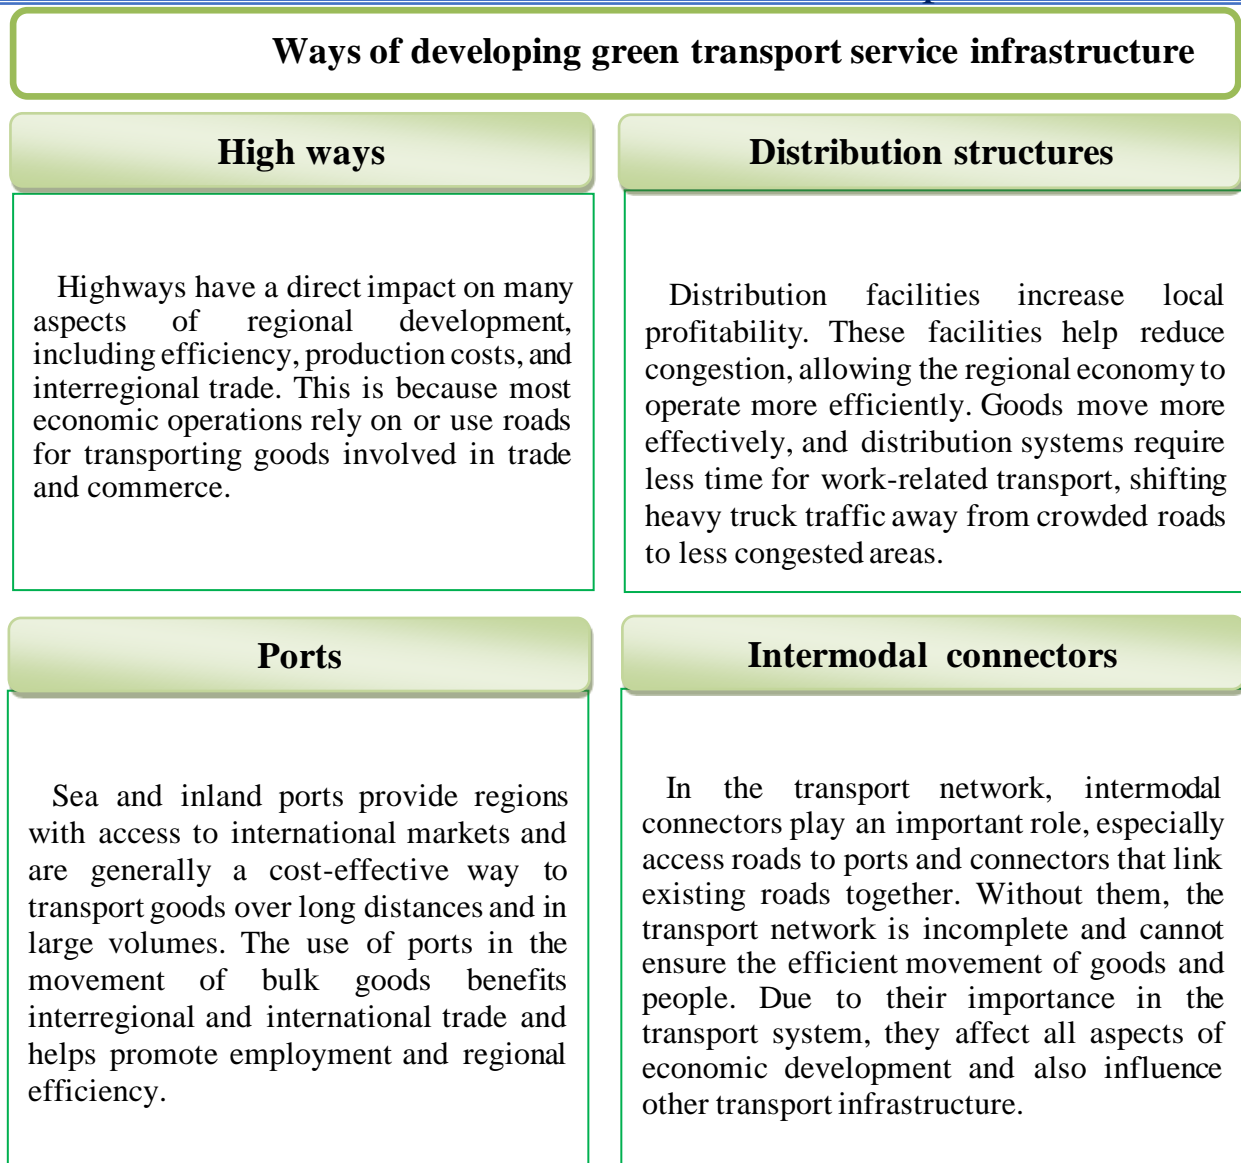 Ways of developing green transport service infrastructure
High ways
Highways have a direct impact on many
aspects of regional development,
including efficiency, production costs, and
interregional trade. This is because most
economic operations rely on or use roads
for transporting goods involved in trade
and commerce.
Distribution structures
Distribution facilities increase local
profitability. These facilities help reduce
congestion, allowing the regional economy to
operate more efficiently. Goods move more
effectively, and distribution systems require
less time for work-related transport, shifting
heavy truck traffic away from crowded roads
to less congested areas.
Ports
Sea and inland ports provide regions
with access to international markets and
are generally a cost-effective way to
transport goods over long distances and in
large volumes. The use of ports in the
movement of bulk goods benefits
interregional and international trade and
helps promote employment and regional
efficiency.
Intermodal connectors
In the transport network, intermodal
connectors play an important role, especially
access roads to ports and connectors that link
existing roads together. Without them, the
transport network is incomplete and cannot
ensure the efficient movement of goods and
people. Due to their importance in the
transport system, they affect all aspects of
economic development and also influence
other transport infrastructure.